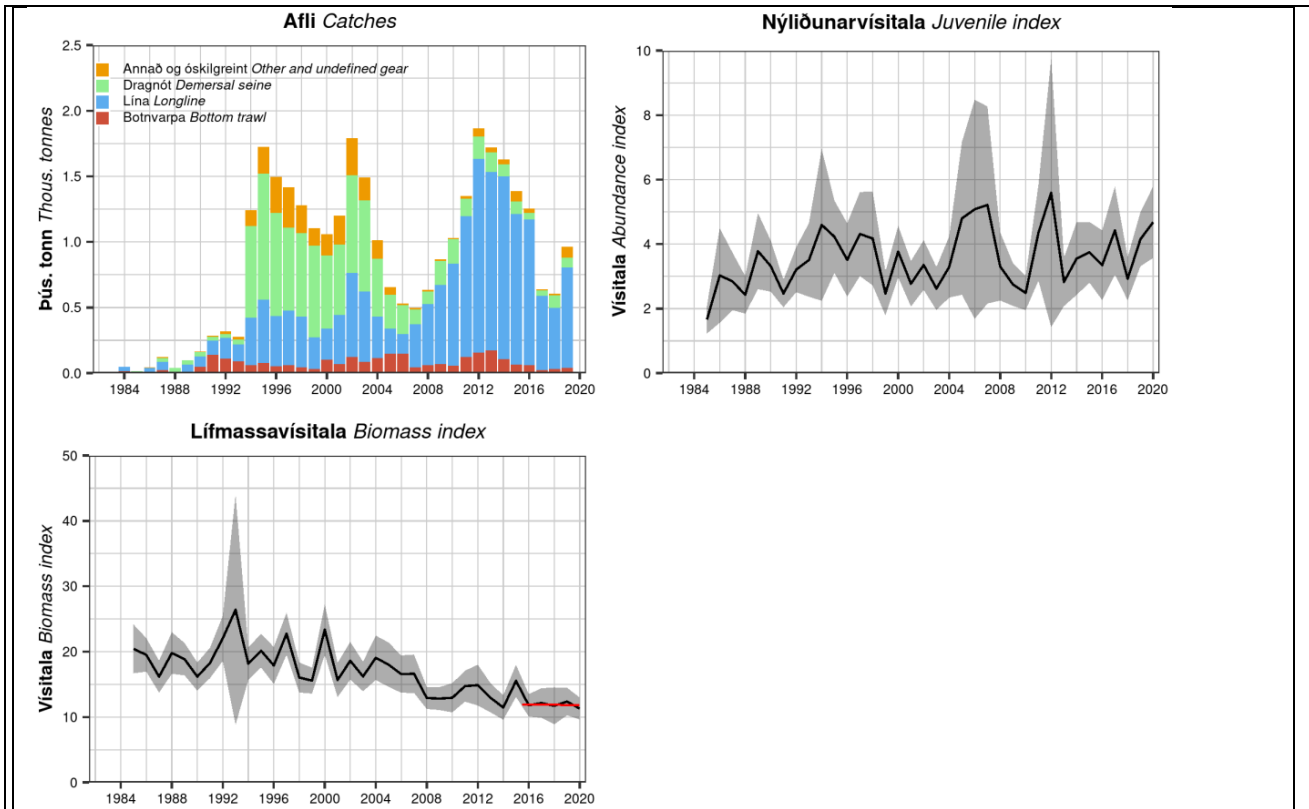 Afli Catches
Þús. tonn Thous. tonnes
2.5
2.0
1.5
1.0
0.5
0.0
Annað og óskilgreint Other and undefined gear
Dragnót Demersal seine
Lína Longline
Botnvarpa Bottom trawl
1984 1988 1992 1996 2000 2004 2008 2012 2016 2020
Nýliðunarvísitala Juvenile index
Vísitala Abundance index
10
8
6
4
2
0
1984 1988 1992 1996 2000 2004 2008 2012 2016 2020
Lífmassavísitala Biomass index
Vísitala Biomass index
50
40
30
20
10
0
1984 1988 1992 1996 2000 2004 2008 2012 2016 2020